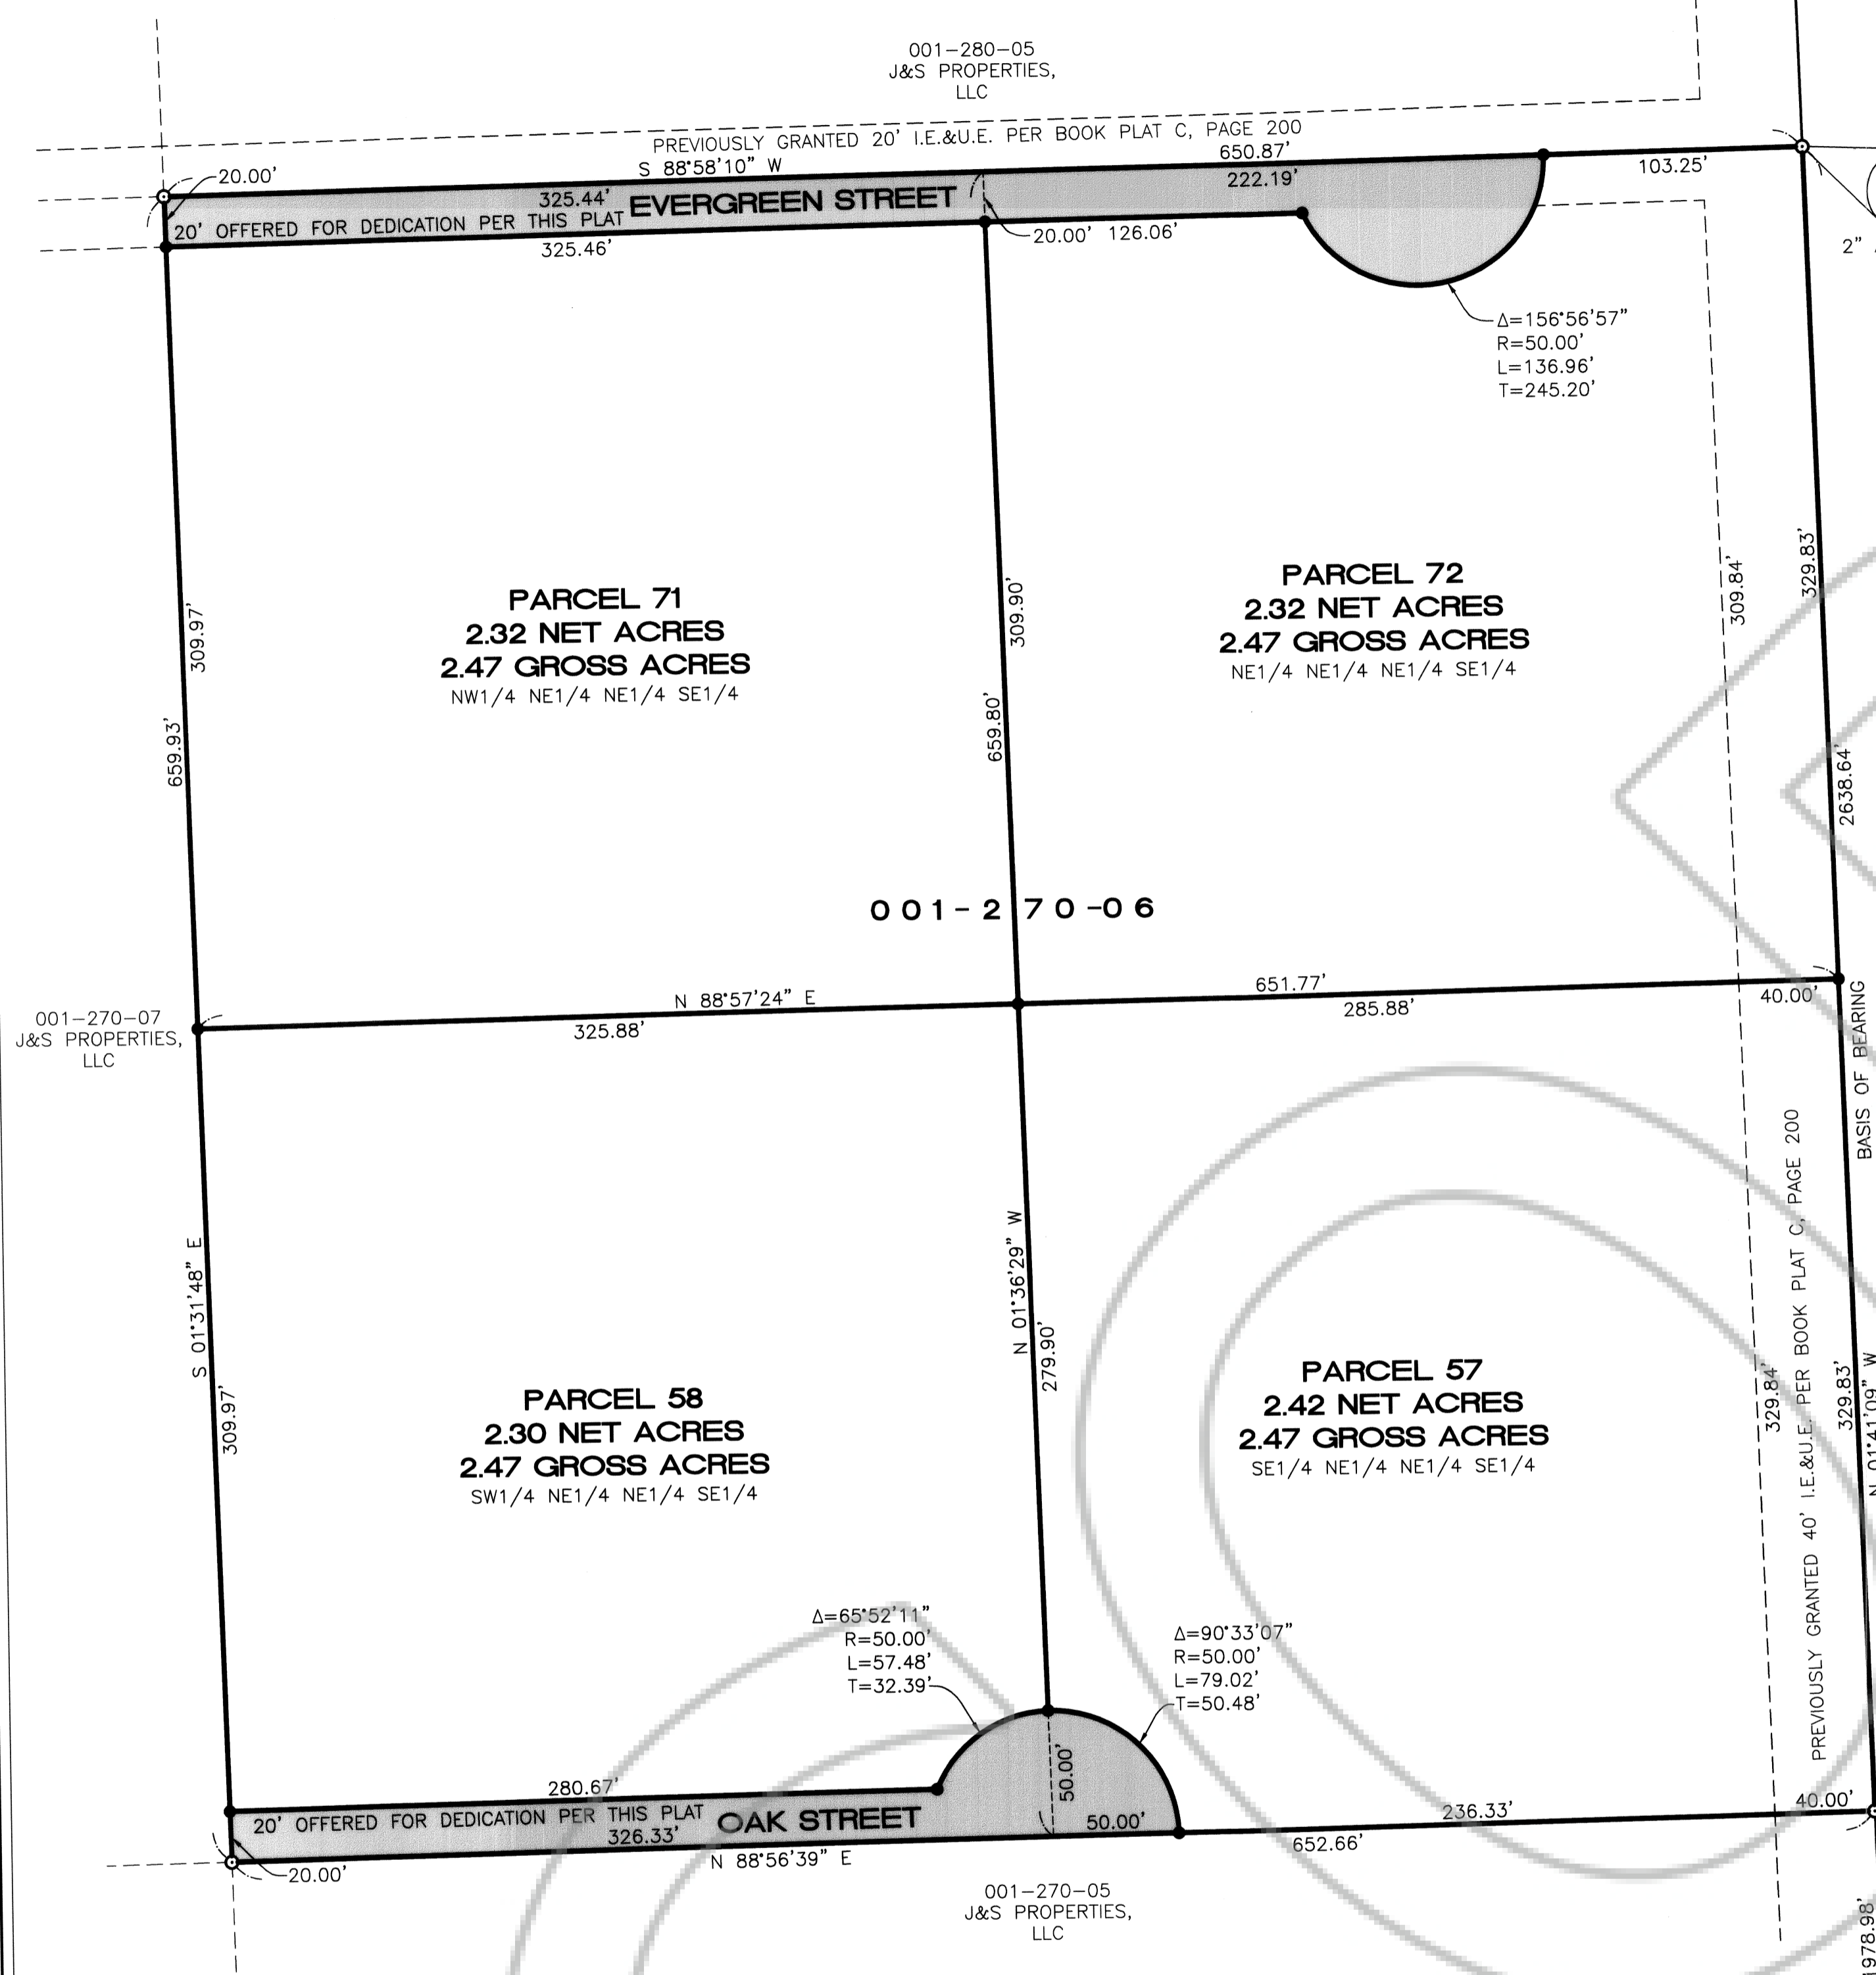 001-280-05
J&S PROPERTIES,
LLC
PREVIOUSLY GRANTED 20' I.E.&U.E. PER BOOK PLAT C, PAGE 200
S 88°58'10" W
650.87'
20.00'
325.44'
EVERGREEN STREET
222.19'
103.25'
20' OFFERED FOR DEDICATION PER THIS PLAT
325.46'
20.00'
126.06'
2"
Δ=156°56'57"
R=50.00'
L=136.96'
T=245.20'
PARCEL 71
2.32 NET ACRES
2.47 GROSS ACRES
NW1/4 NE1/4 NE1/4 SE1/4
PARCEL 72
2.32 NET ACRES
2.47 GROSS ACRES
NE1/4 NE1/4 NE1/4 SE1/4
309.97'
659.93'
309.90'
659.80'
309.84'
329.83'
2638.64'
001-270-06
N 88°57'24" E
651.77'
325.88'
285.88'
40.00'
001-270-07
J&S PROPERTIES,
LLC
BASIS OF BEARING
N 01°41'09" W
S 01°31'48" E
309.97'
N 01°36'29" W
279.90'
329.84'
329.83'
PREVIOUSLY GRANTED 40' I.E.&U.E. PER BOOK PLAT C, PAGE 200
PARCEL 58
2.30 NET ACRES
2.47 GROSS ACRES
SW1/4 NE1/4 NE1/4 SE1/4
PARCEL 57
2.42 NET ACRES
2.47 GROSS ACRES
SE1/4 NE1/4 NE1/4 SE1/4
Δ=65°52'11"
R=50.00'
L=57.48'
T=32.39'
Δ=90°33'07"
R=50.00'
L=79.02'
T=50.48'
280.67'
50.00'
20' OFFERED FOR DEDICATION PER THIS PLAT
OAK STREET
326.33'
50.00'
236.33'
40.00'
652.66'
N 88°56'39" E
20.00'
001-270-05
J&S PROPERTIES,
LLC
1978.98'